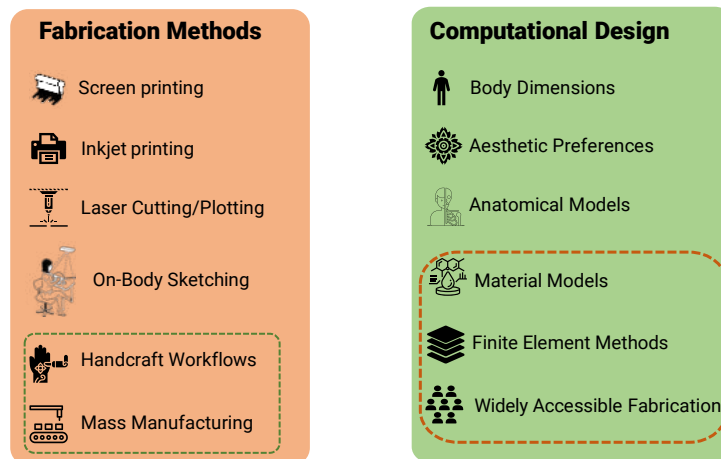 Fabrication Methods
Screen printing
Inkjet printing
Laser Cutting/Plotting
On-Body Sketching
Handcraft Workflows
Mass Manufacturing
Computational Design
Body Dimensions
Aesthetic Preferences
Anatomical Models
Material Models
Finite Element Methods
Widely Accessible Fabrication